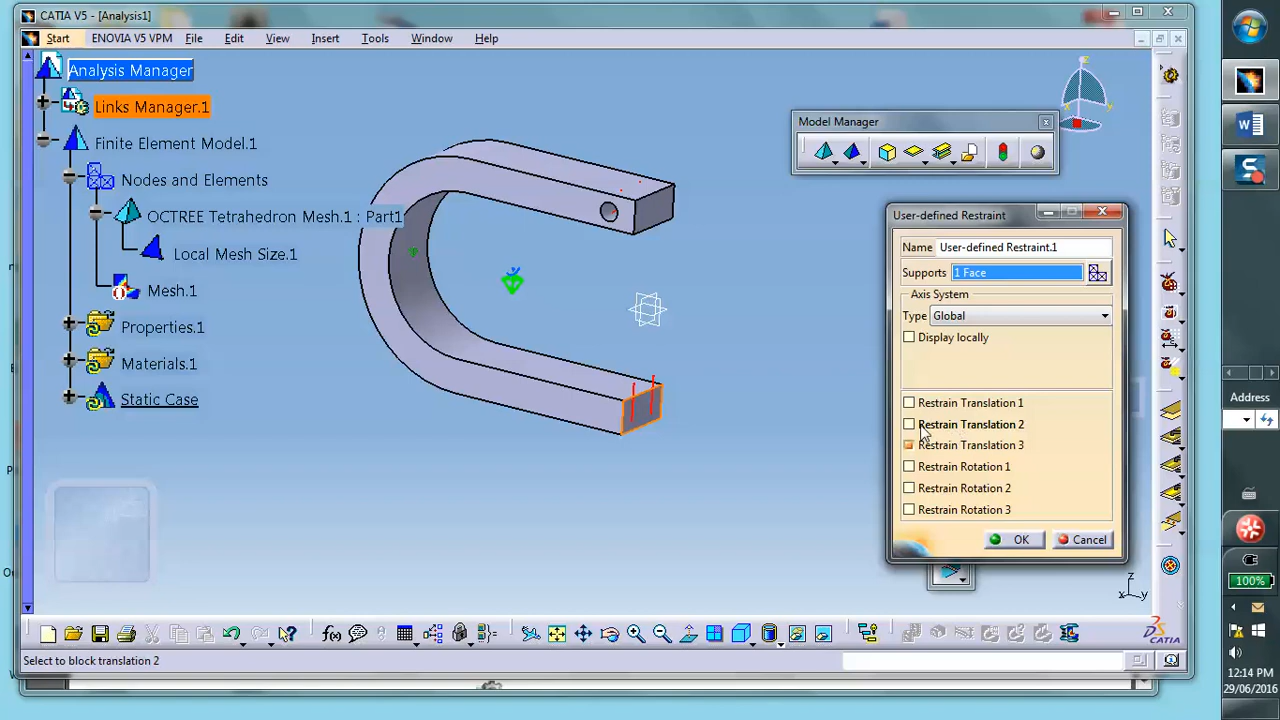 CATIA V5 - [Analysis1]
Start
ENOVIA V5 VPM
File
Edit
View
Insert
Tools
Window
Help
Analysis Manager
Links Manager.1
Finite Element Model.1
Nodes and Elements
OCTREE Tetrahedron Mesh.1 : Part1
Local Mesh Size.1
Mesh.1
Properties.1
Materials.1
Static Case
Model Manager
User-defined Restraint
Name User-defined Restraint.1
Supports 1 Face
Axis System
Type Global
Display locally
Restrain Translation 1
Restrain Translation 2
Restrain Translation 3
Restrain Rotation 1
Restrain Rotation 2
Restrain Rotation 3
OK
Cancel
z
x
y
f(x)
CATIA
Select to block translation 2
Address
100%
12:14 PM
29/06/2016